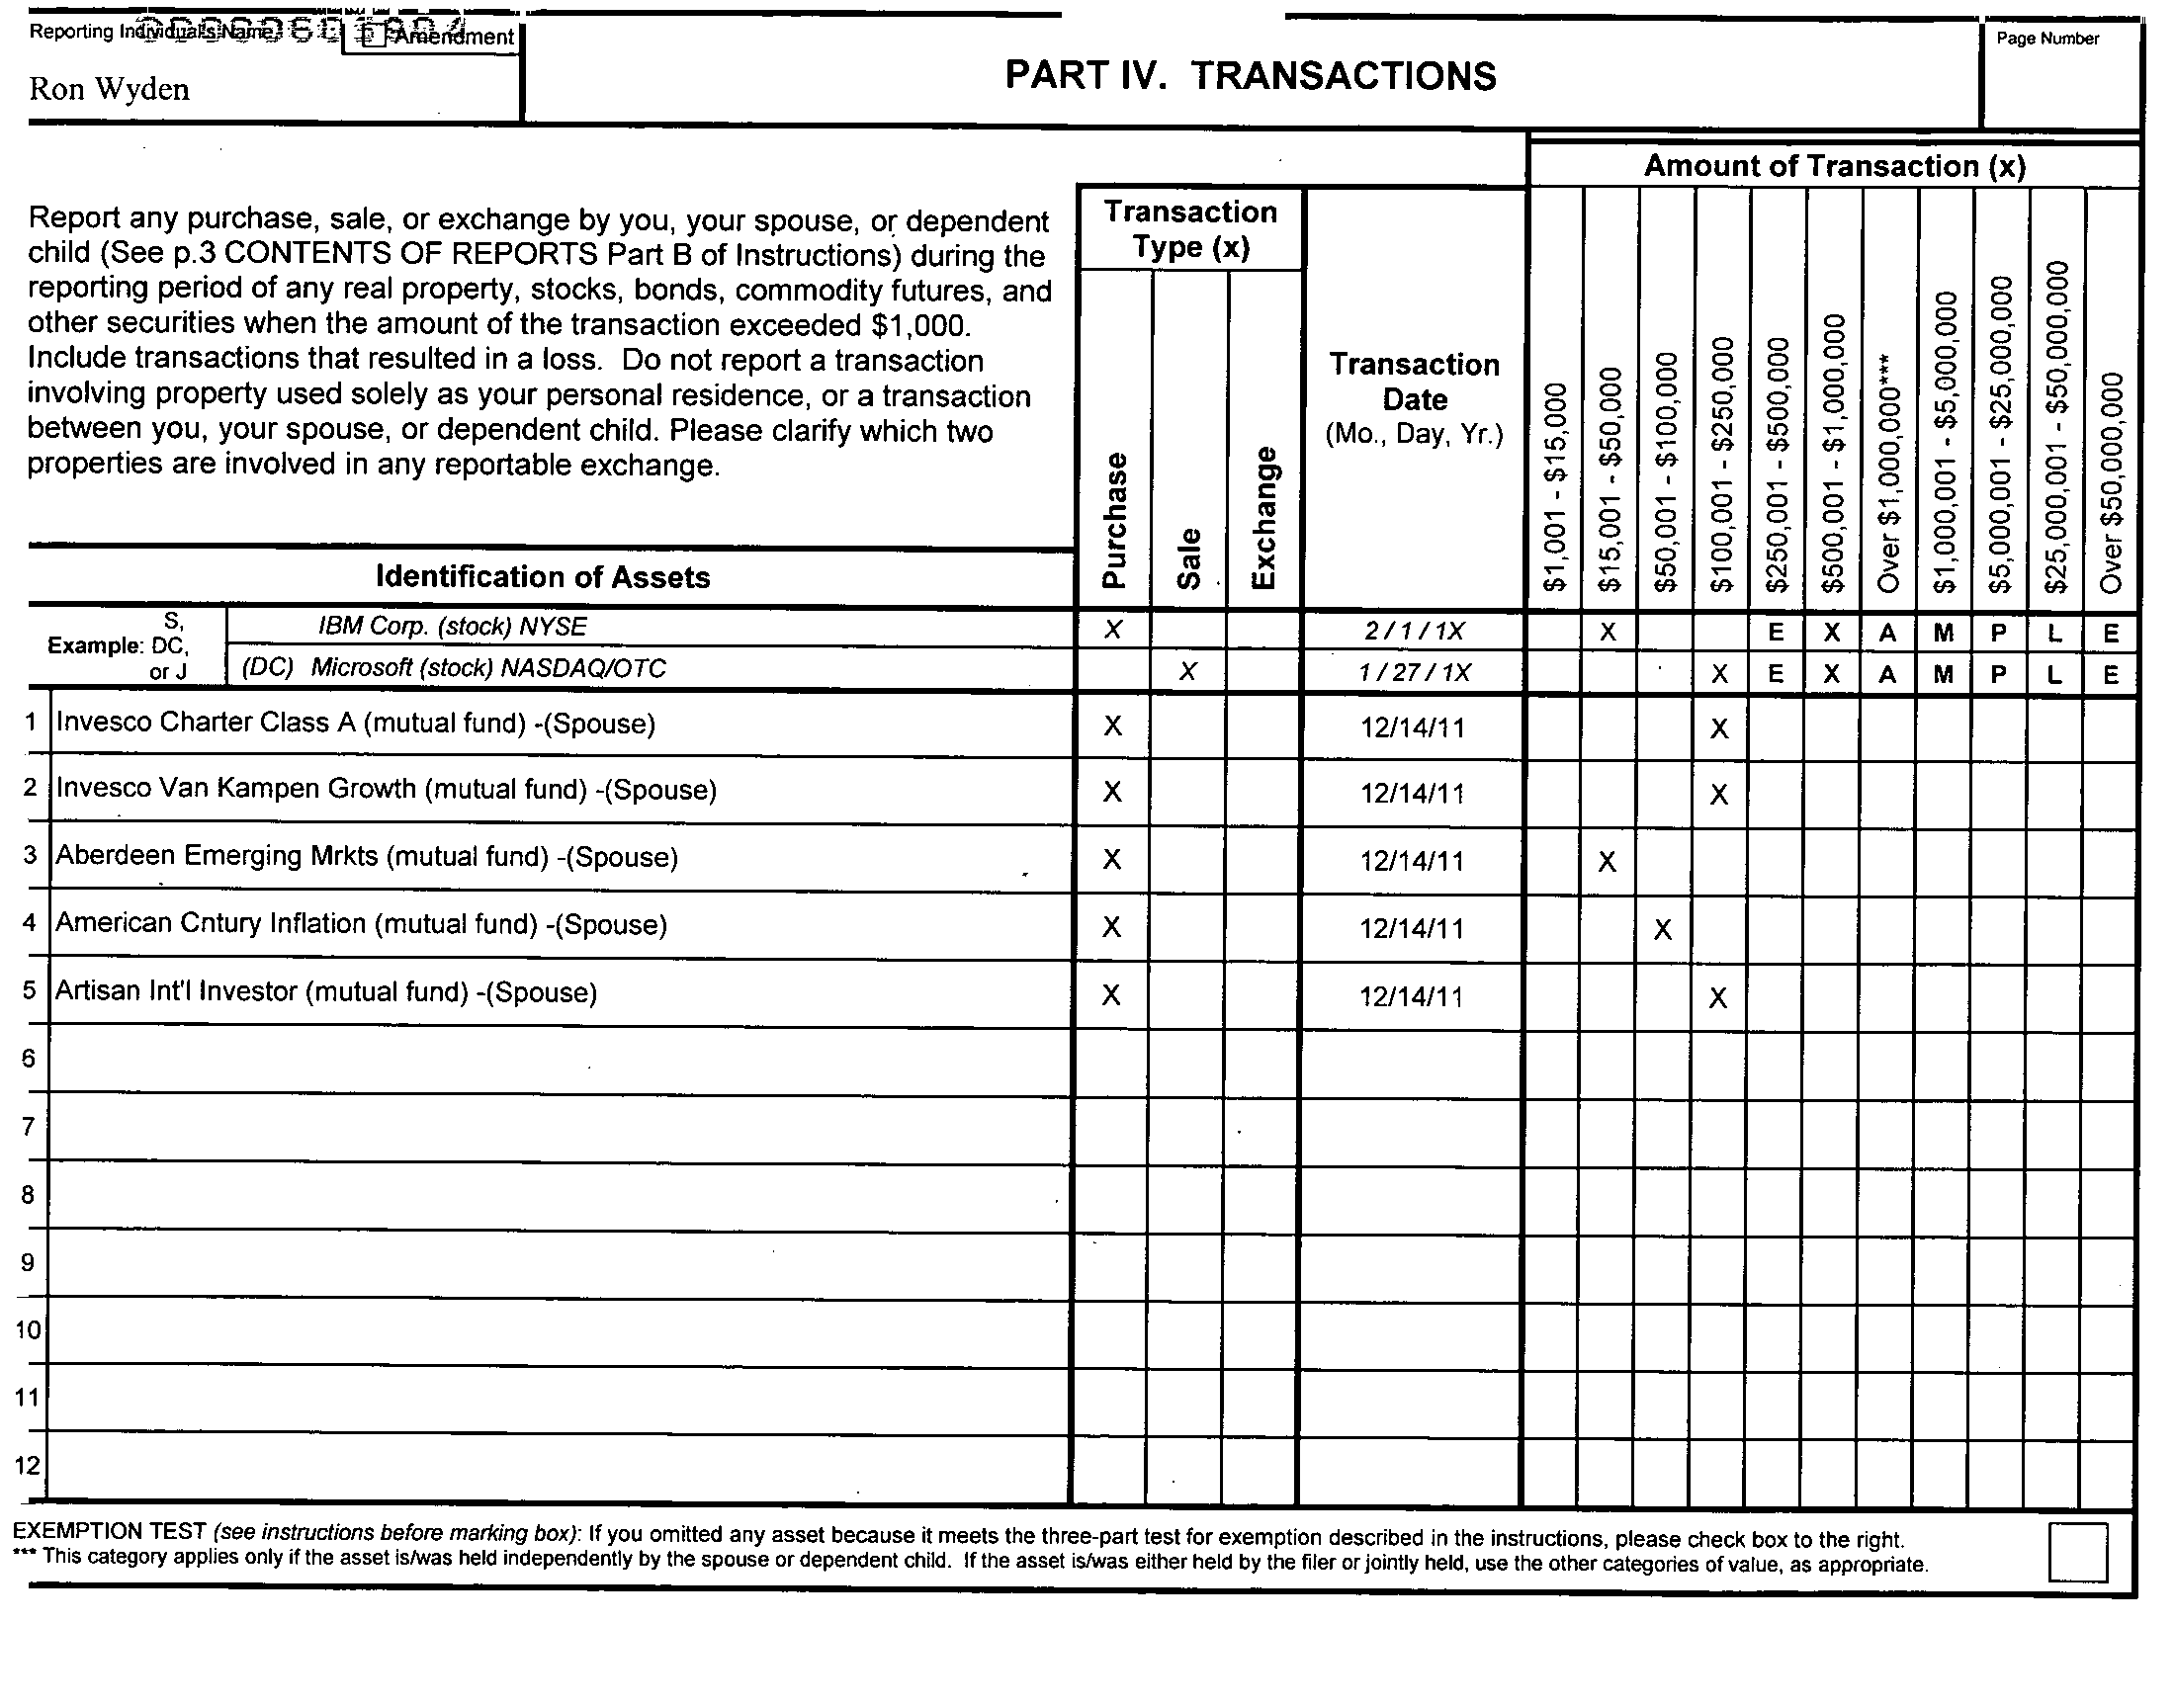 Reporting Individual's Name
Amendment
Page Number
Ron Wyden
PART IV. TRANSACTIONS
Amount of Transaction (x)
Report any purchase, sale, or exchange by you, your spouse, or dependent
child (See p.3 CONTENTS OF REPORTS Part B of Instructions) during the
reporting period of any real property, stocks, bonds, commodity futures, and
other securities when the amount of the transaction exceeded $1,000.
Include transactions that resulted in a loss. Do not report a transaction
involving property used solely as your personal residence, or a transaction
between you, your spouse, or dependent child. Please clarify which two
properties are involved in any reportable exchange.
Transaction
Type (x)
Purchase
Sale
Exchange
Transaction
Date
(Mo., Day, Yr.)
$1,001 - $15,000
$15,001 - $50,000
$50,001 - $100,000
$100,001 - $250,000
$250,001 - $500,000
$500,001 - $1,000,000
Over $1,000,000***
$1,000,001 - $5,000,000
$5,000,001 - $25,000,000
$25,000,001 - $50,000,000
Over $50,000,000
Identification of Assets
Example: S,
DC,
or J
IBM Corp. (stock) NYSE X 2 / 1 / 1X X E X A M P L E
(DC) Microsoft (stock) NASDAQ/OTC X 1 / 27 / 1X X E X A M P L E
1 Invesco Charter Class A (mutual fund) -(Spouse) X 12/14/11 X
2 Invesco Van Kampen Growth (mutual fund) -(Spouse) X 12/14/11 X
3 Aberdeen Emerging Mrkts (mutual fund) -(Spouse) X 12/14/11 X
4 American Cntury Inflation (mutual fund) -(Spouse) X 12/14/11 X
5 Artisan Int'l Investor (mutual fund) -(Spouse) X 12/14/11 X
6
7
8
9
10
11
12
EXEMPTION TEST (see instructions before marking box): If you omitted any asset because it meets the three-part test for exemption described in the instructions, please check box to the right.
*** This category applies only if the asset is/was held independently by the spouse or dependent child. If the asset is/was either held by the filer or jointly held, use the other categories of value, as appropriate.